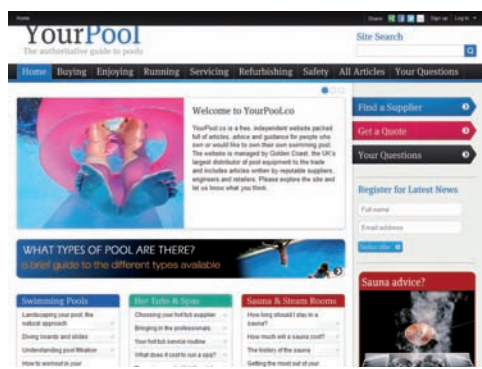 Home
Share
Sign up
Log in
YourPool
The authoritative guide to pools
Site Search
Home Buying Enjoying Running Servicing Refurbishing Safety All Articles Your Questions
Welcome to YourPool.co
YourPool.co is a free, independent website packed
full of articles, advice and guidance for people who
own or would like to own their own swimming pool.
The website is managed by Golden Coast, the UK's
largest distributor of pool equipment to the trade
and includes articles written by reputable suppliers,
engineers and retailers. Please explore the site and
let us know what you think.
Find a Supplier
Get a Quote
Your Questions
Register for Latest News
Full name
Email address
WHAT TYPES OF POOL ARE THERE?
a brief guide to the different types available
Swimming Pools
Landscaping your pool, the
natural approach
Diving boards and slides
Understanding pool filtration
How to workout in your
Hot Tubs & Spas
Choosing your hot tub supplier
Bringing in the professionals
Your hot tub service routine
What does it cost to run a spa?
Sauna & Steam Rooms
How long should I stay in a
sauna?
How much will a sauna cost?
The history of the sauna
Getting the most out of your
Sauna advice?